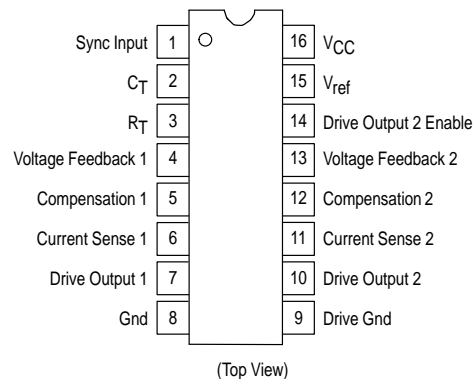 Sync Input 1 16 VCC
CT 2 15 Vref
RT 3 14 Drive Output 2 Enable
Voltage Feedback 1 4 13 Voltage Feedback 2
Compensation 1 5 12 Compensation 2
Current Sense 1 6 11 Current Sense 2
Drive Output 1 7 10 Drive Output 2
Gnd 8 9 Drive Gnd
(Top View)